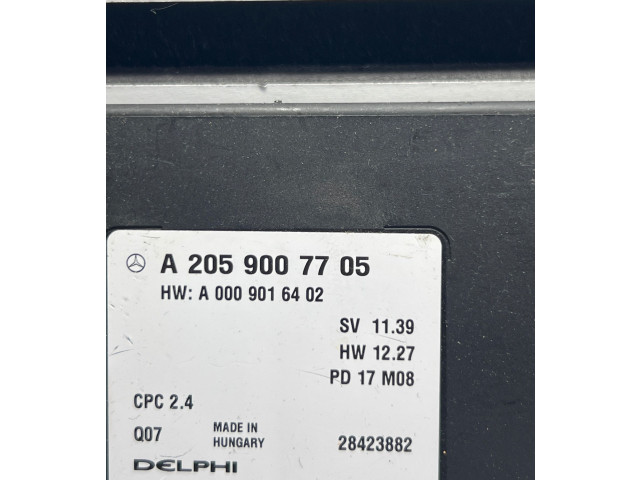 A 205 900 77 05
HW: A 000 901 64 02
SV 11.39
HW 12.27
PD 17 M08
CPC 2.4
Q07 MADE IN HUNGARY 28423882
DELPHI